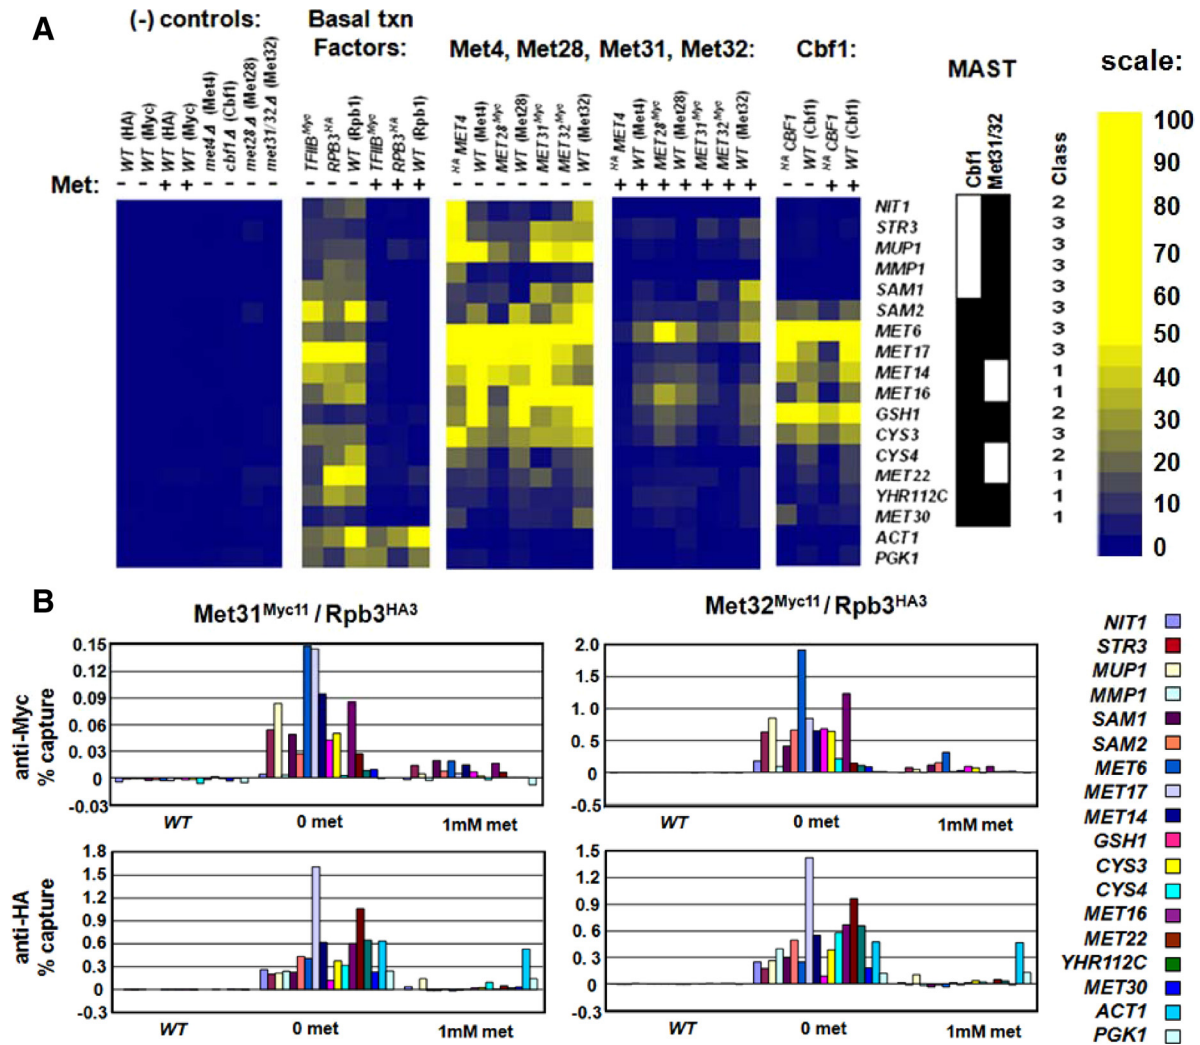 A
(-) controls:
Basal txn
Factors:
Met4, Met28, Met31, Met32:
Cbf1:
MAST
scale:
WT (HA)
WT (Myc)
WT (HA)
WT (Myc)
met4Δ (Met4)
cbf1Δ (Cbf1)
met28Δ (Met28)
met31/32Δ (Met32)
TFIIB^Myc
RPB3^HA
WT (Rpb1)
TFIIB^Myc
RPB3^HA
WT (Rpb1)
^HA MET4
WT (Met4)
MET28^Myc
WT (Met28)
MET31^Myc
MET32^Myc
WT (Met32)
^HA MET4
WT (Met4)
MET28^Myc
WT (Met28)
MET31^Myc
MET32^Myc
WT (Met32)
^HA CBF1
WT (Cbf1)
^HA CBF1
WT (Cbf1)
Cbf1
Met31/32
Class
Met: - - + + - - - - - - - + + + - - - - - - - + + + + + + + - - + +
NIT1 2
STR3 3
MUP1 3
MMP1 3
SAM1 3
SAM2 3
MET6 3
MET17 3
MET14 1
MET16 1
GSH1 2
CYS3 3
CYS4 2
MET22 1
YHR112C 1
MET30 1
ACT1
PGK1
100
90
80
70
60
50
40
30
20
10
0
B
Met31^Myc11 / Rpb3^HA3
Met32^Myc11 / Rpb3^HA3
anti-Myc
% capture
0.15
0.12
0.09
0.06
0.03
0
-0.03
WT 0 met 1mM met
2.0
1.5
1.0
0.5
0
-0.5
WT 0 met 1mM met
anti-HA
% capture
1.8
1.5
1.2
0.9
0.6
0.3
0
-0.3
WT 0 met 1mM met
1.5
1.2
0.9
0.6
0.3
0
-0.3
WT 0 met 1mM met
NIT1
STR3
MUP1
MMP1
SAM1
SAM2
MET6
MET17
MET14
GSH1
CYS3
CYS4
MET16
MET22
YHR112C
MET30
ACT1
PGK1